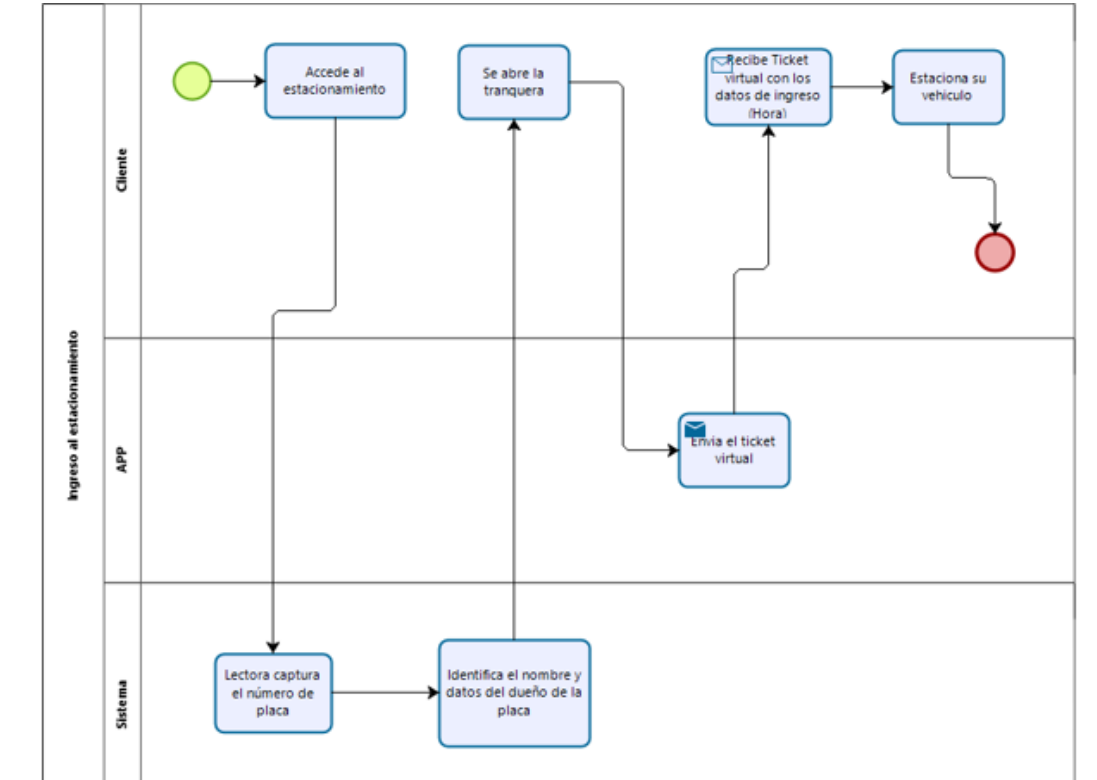 Ingreso al estacionamiento
Cliente
Accede al
estacionamiento
Se abre la
tranquera
Recibe Ticket
virtual con los
datos de ingreso
(Hora)
Estaciona su
vehiculo
APP
Envia el ticket
virtual
Sistema
Lectora captura
el número de
placa
Identifica el nombre y
datos del dueño de la
placa